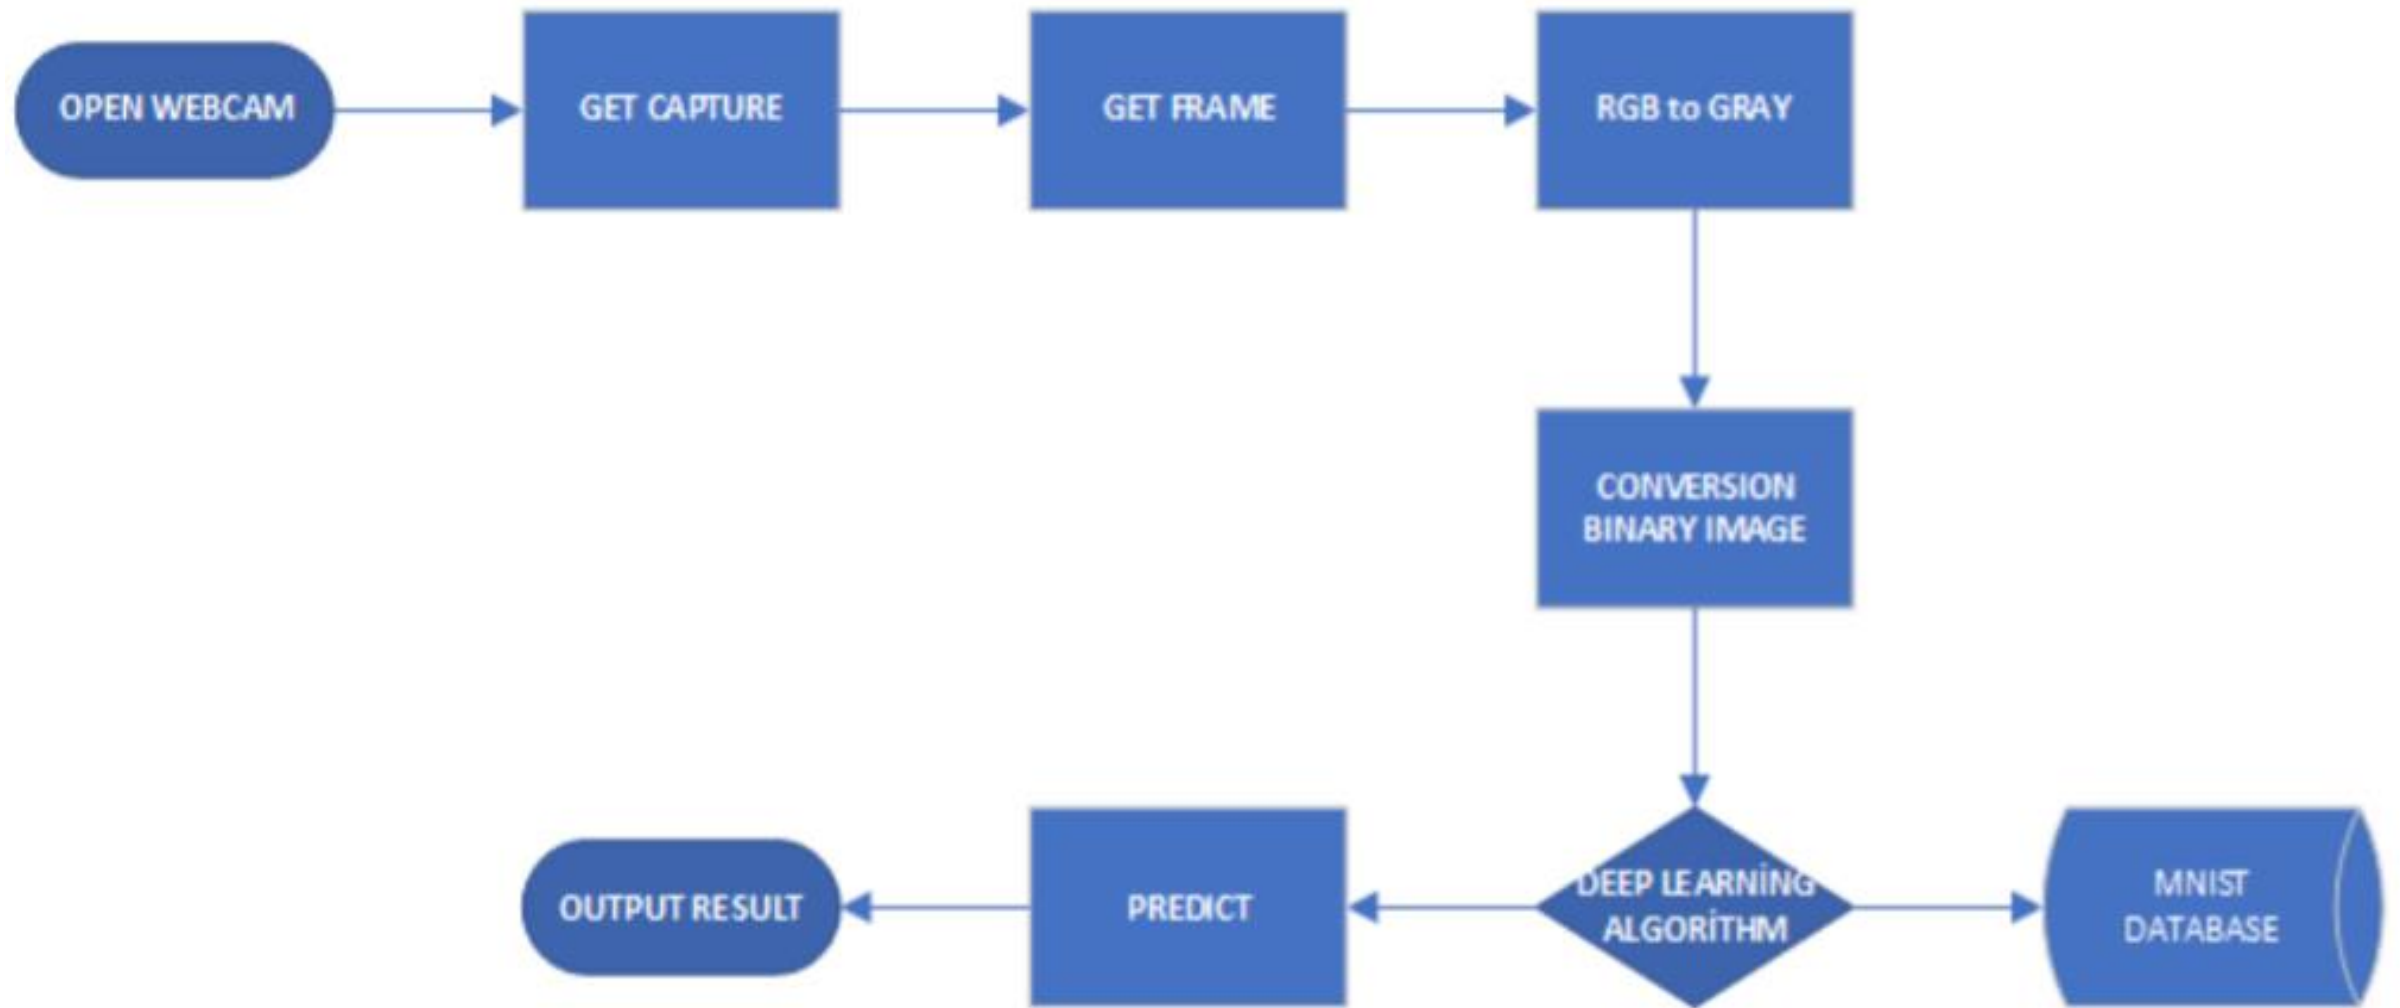 OPEN WEBCAM
GET CAPTURE
GET FRAME
RGB to GRAY
CONVERSION
BINARY IMAGE
DEEP LEARNİNG
ALGORİTHM
MNIST
DATABASE
PREDICT
OUTPUT RESULT